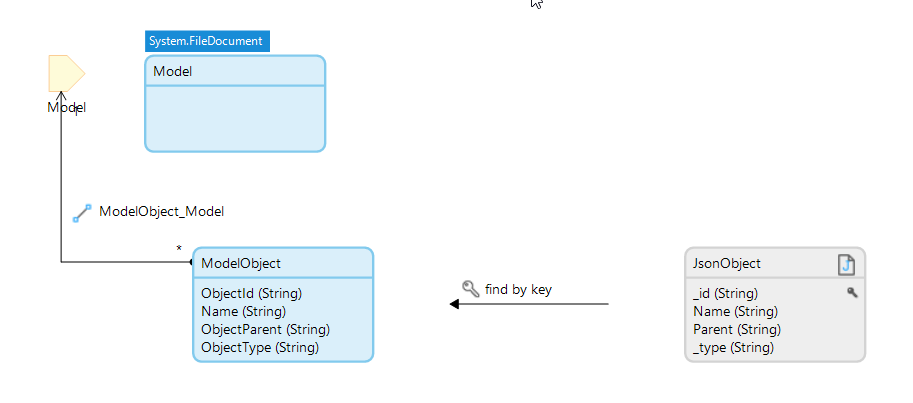 System.FileDocument
Model
Model
1
ModelObject_Model
*
ModelObject
ObjectId (String)
Name (String)
ObjectParent (String)
ObjectType (String)
find by key
JsonObject
J
_id (String)
Name (String)
Parent (String)
_type (String)